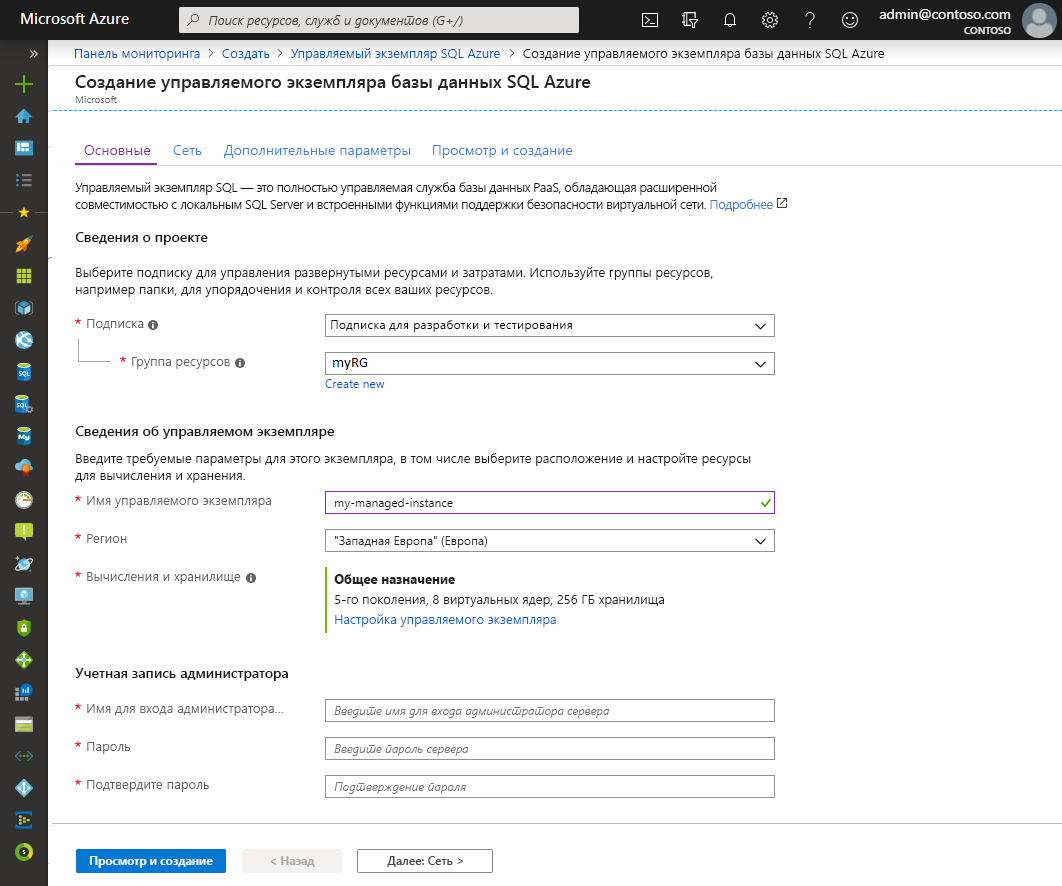 Microsoft Azure
Поиск ресурсов, служб и документов (G+/)
admin@contoso.com
CONTOSO
Панель мониторинга > Создать > Управляемый экземпляр SQL Azure > Создание управляемого экземпляра базы данных SQL Azure
Создание управляемого экземпляра базы данных SQL Azure
Microsoft
Основные Сеть Дополнительные параметры Просмотр и создание
Управляемый экземпляр SQL — это полностью управляемая служба базы данных PaaS, обладающая расширенной
совместимостью с локальным SQL Server и встроенными функциями поддержки безопасности виртуальной сети. Подробнее
Сведения о проекте
Выберите подписку для управления развернутыми ресурсами и затратами. Используйте группы ресурсов,
например папки, для упорядочения и контроля всех ваших ресурсов.
* Подписка
Подписка для разработки и тестирования
* Группа ресурсов
myRG
Create new
Сведения об управляемом экземпляре
Введите требуемые параметры для этого экземпляра, в том числе выберите расположение и настройте ресурсы
для вычисления и хранения.
* Имя управляемого экземпляра
my-managed-instance
* Регион
"Западная Европа" (Европа)
* Вычисления и хранилище
Общее назначение
5-го поколения, 8 виртуальных ядер, 256 ГБ хранилища
Настройка управляемого экземпляра
Учетная запись администратора
* Имя для входа администратора...
Введите имя для входа администратора сервера
* Пароль
Введите пароль сервера
* Подтвердите пароль
Подтверждение пароля
Просмотр и создание
< Назад
Далее: Сеть >